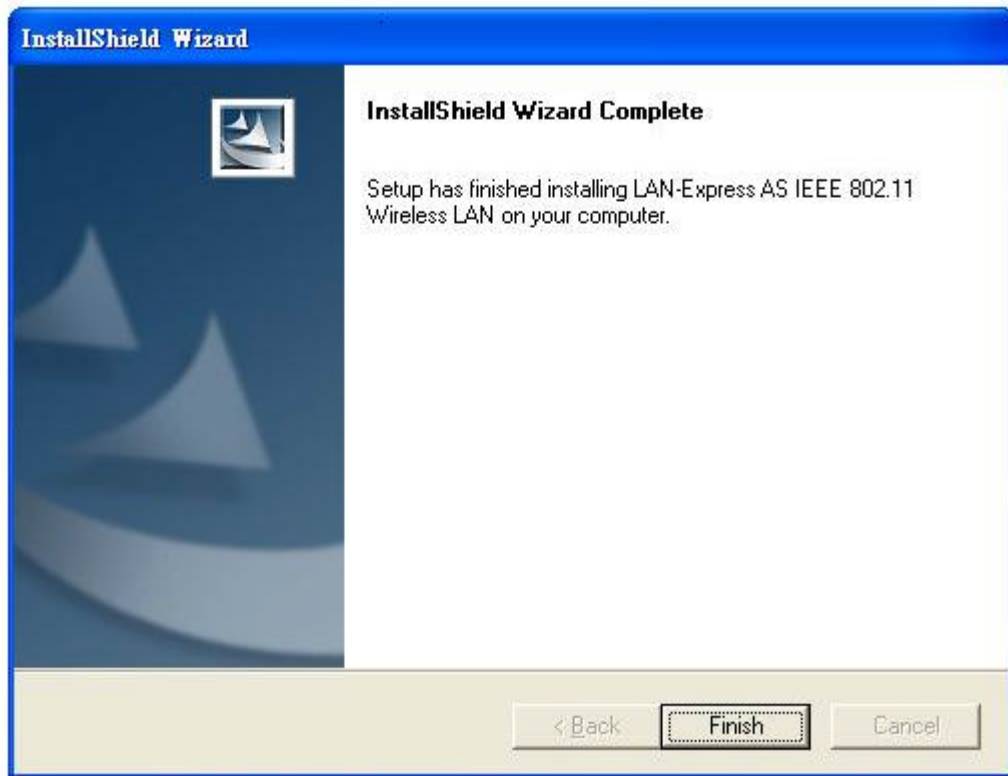 InstallShield Wizard
InstallShield Wizard Complete
Setup has finished installing LAN-Express AS IEEE 802.11
Wireless LAN on your computer.
< Back
Finish
Cancel